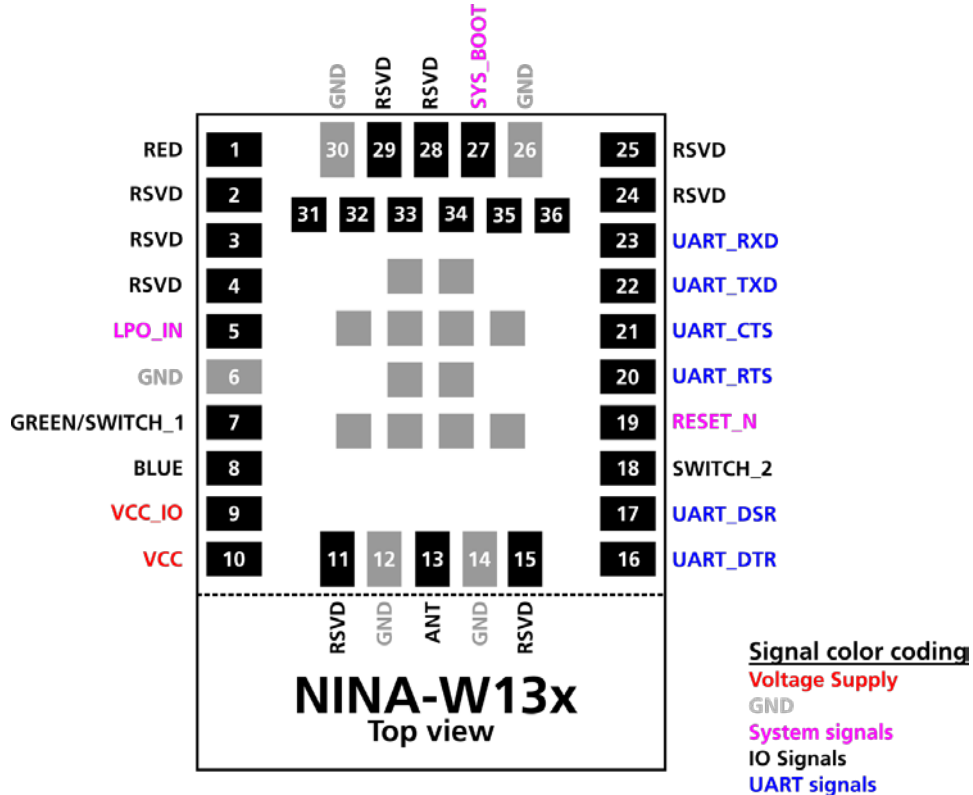 SYS_BOOT
GND RSVD RSVD GND
30 29 28 27 26
RED 1 25 RSVD
RSVD 2 24 RSVD
31 32 33 34 35 36
RSVD 3 23 UART_RXD
RSVD 4 22 UART_TXD
LPO_IN 5 21 UART_CTS
GND 6 20 UART_RTS
GREEN/SWITCH_1 7 19 RESET_N
BLUE 8 18 SWITCH_2
VCC_IO 9 17 UART_DSR
VCC 10 16 UART_DTR
11 12 13 14 15
RSVD GND ANT GND RSVD
NINA-W13x
Top view
Signal color coding
Voltage Supply
GND
System signals
IO Signals
UART signals